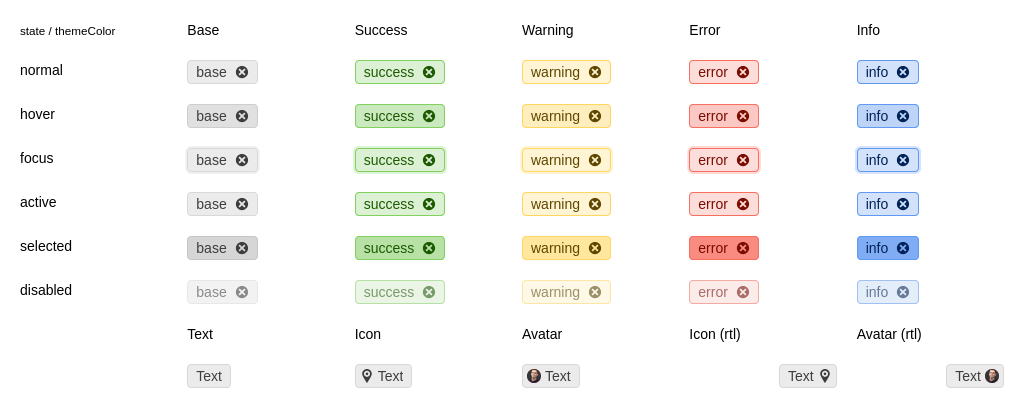 state / themeColor Base Success Warning Error Info
normal base success warning error info
hover base success warning error info
focus base success warning error info
active base success warning error info
selected base success warning error info
disabled base success warning error info
Text Icon Avatar Icon (rtl) Avatar (rtl)
Text Text Text Text Text